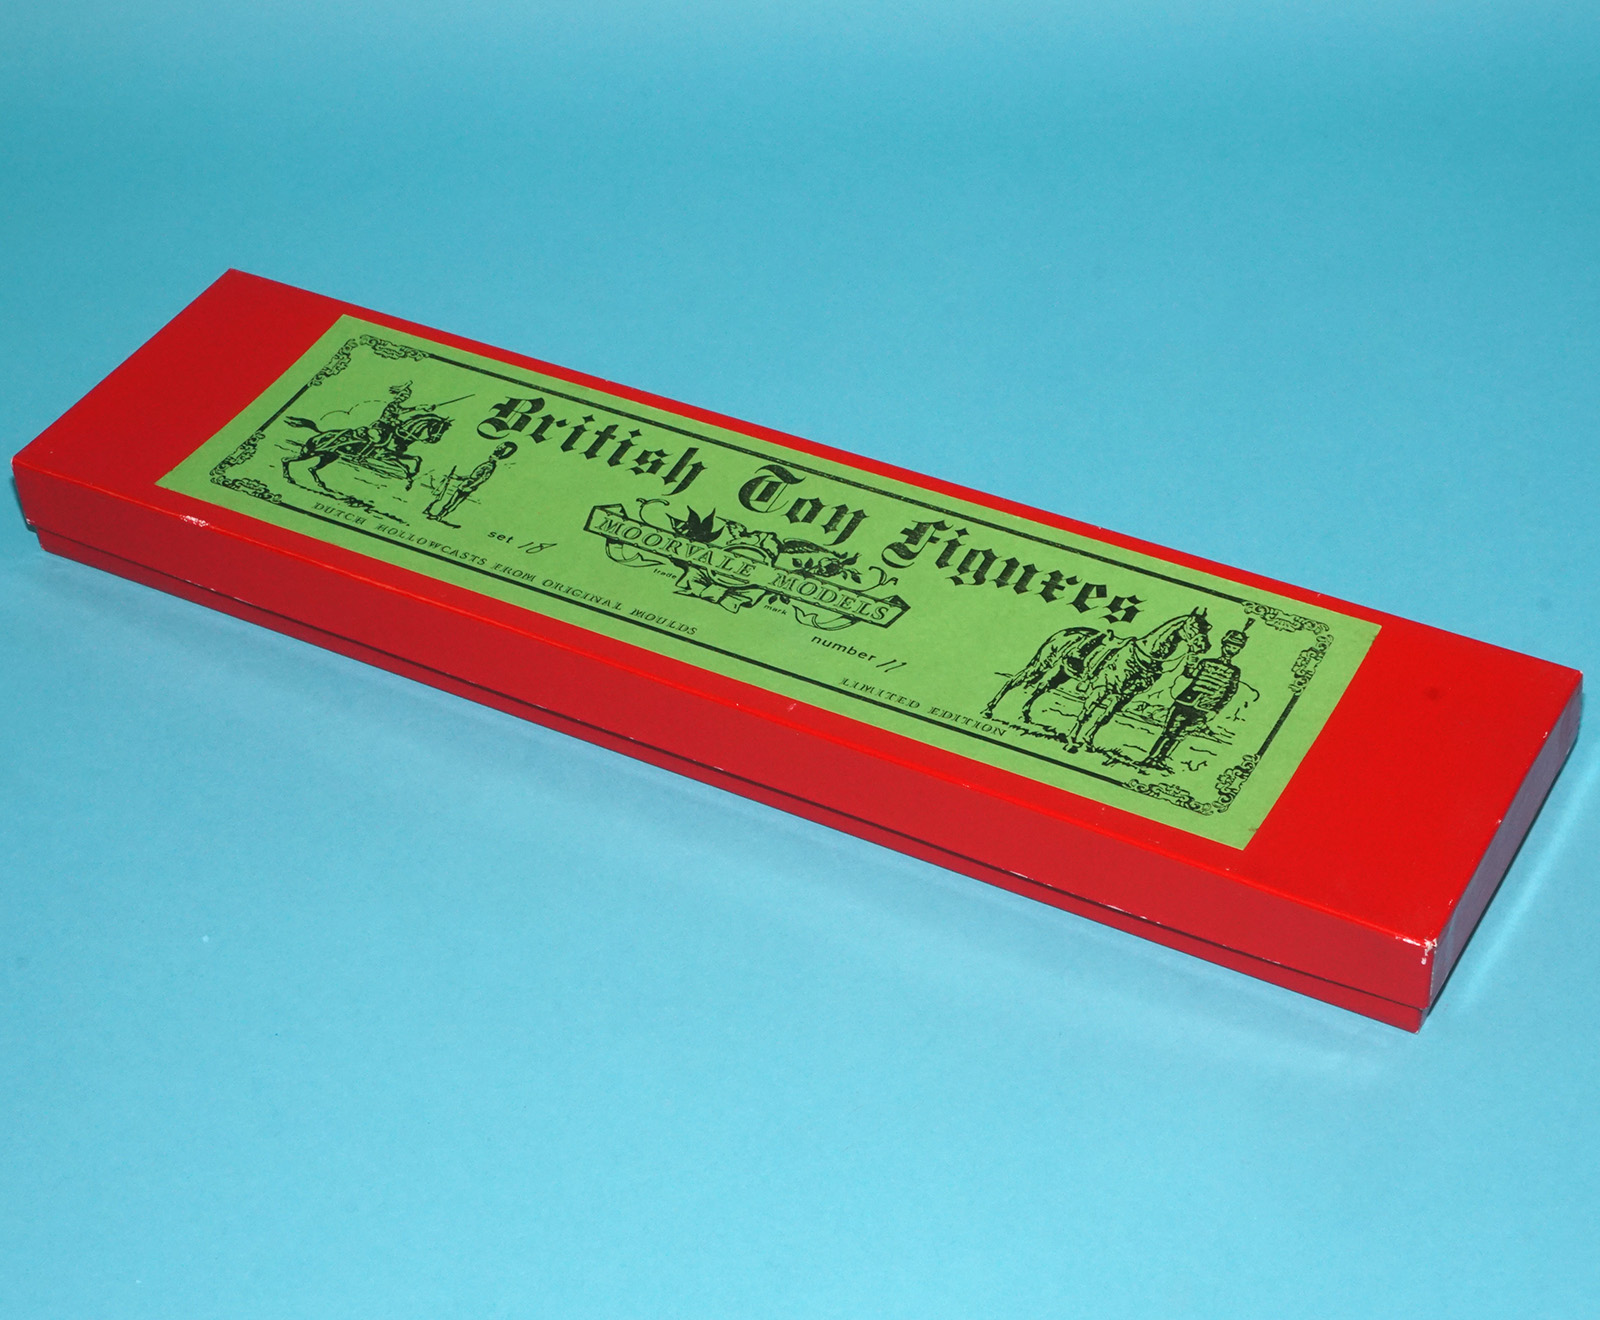 British Toy Figures
MOORVALE MODELS
trade mark
set 18
number 11
DUTCH HOLLOWCASTS FROM ORIGINAL MOULDS
LIMITED EDITION